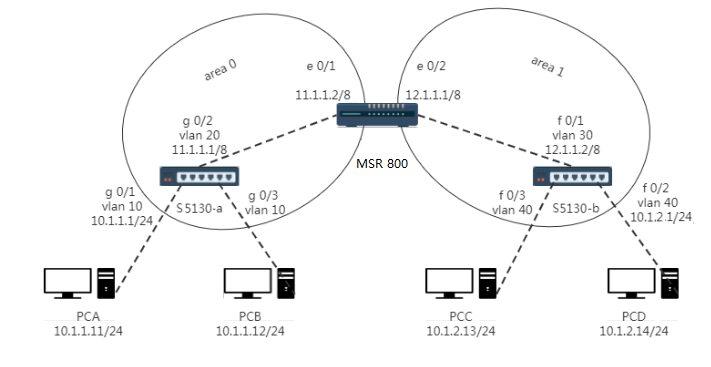 area 0
e 0/1
e 0/2
area 1
11.1.1.2/8
12.1.1.1/8
g 0/2
vlan 20
11.1.1.1/8
f 0/1
vlan 30
12.1.1.2/8
MSR 800
g 0/1
vlan 10
10.1.1.1/24
S5130-a
g 0/3
vlan 10
f 0/3
vlan 40
S5130-b
f 0/2
vlan 40
10.1.2.1/24
PCA
10.1.1.11/24
PCB
10.1.1.12/24
PCC
10.1.2.13/24
PCD
10.1.2.14/24